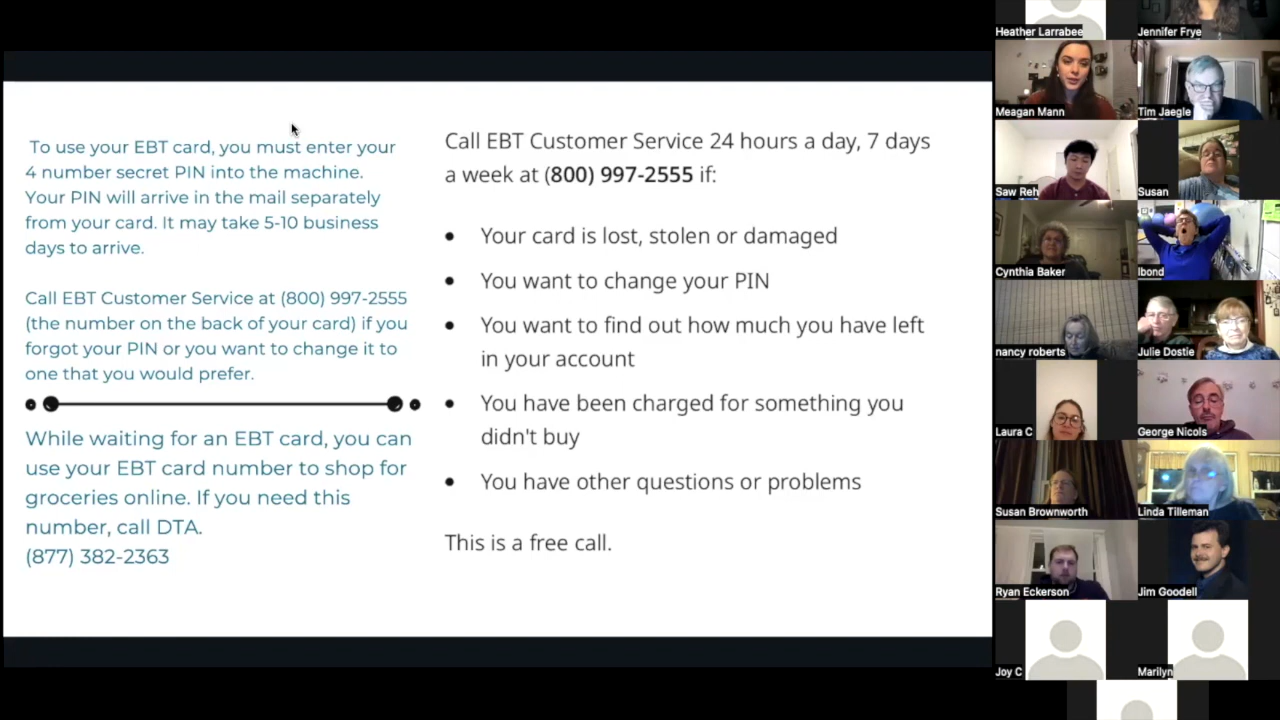 To use your EBT card, you must enter your
4 number secret PIN into the machine.
Your PIN will arrive in the mail separately
from your card. It may take 5-10 business
days to arrive.
Call EBT Customer Service at (800) 997-2555
(the number on the back of your card) if you
forgot your PIN or you want to change it to
one that you would prefer.
While waiting for an EBT card, you can
use your EBT card number to shop for
groceries online. If you need this
number, call DTA.
(877) 382-2363
Call EBT Customer Service 24 hours a day, 7 days
a week at (800) 997-2555 if:
• Your card is lost, stolen or damaged
• You want to change your PIN
• You want to find out how much you have left
in your account
• You have been charged for something you
didn't buy
• You have other questions or problems
This is a free call.
Heather Larrabee
Jennifer Frye
Meagan Mann
Tim Jaegle
Saw Reh
Susan
Cynthia Baker
lbond
nancy roberts
Julie Dostie
Laura C
George Nicols
Susan Brownworth
Linda Tilleman
Ryan Eckerson
Jim Goodell
Joy C
Marilyn